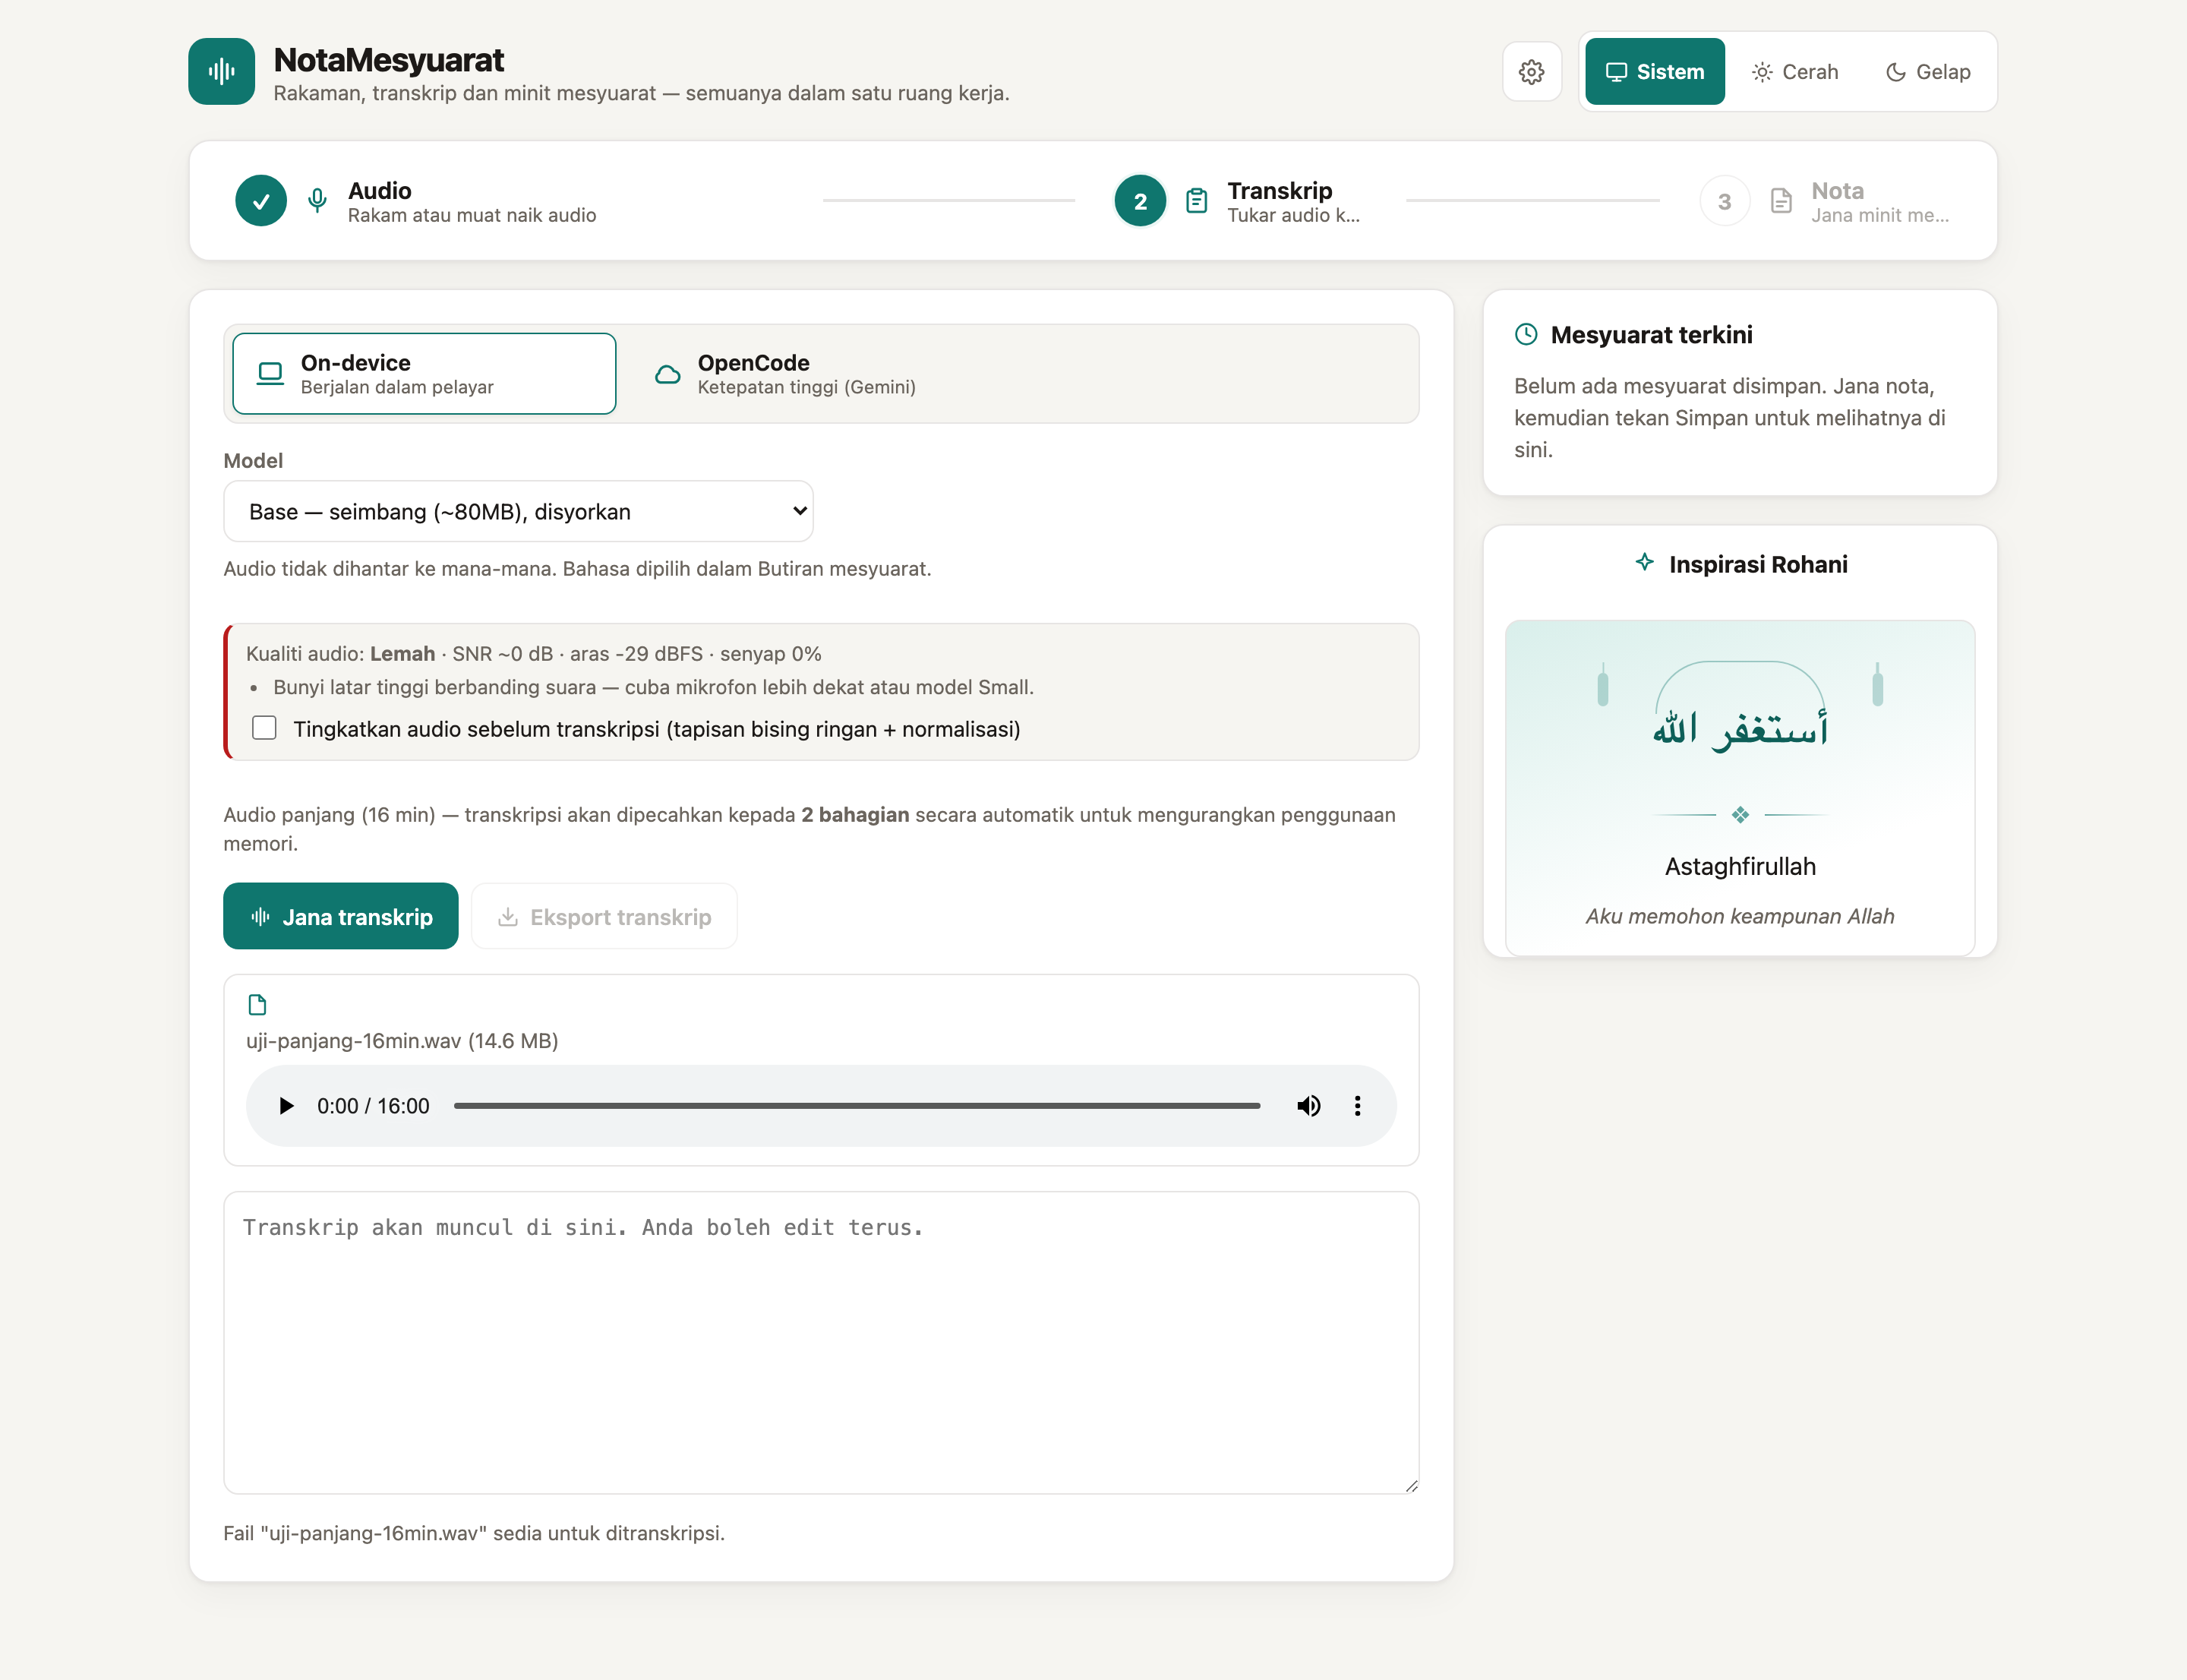 NotaMesyuarat
Rakaman, transkrip dan minit mesyuarat — semuanya dalam satu ruang kerja.
Sistem
Cerah
Gelap
Audio
Rakam atau muat naik audio
2
Transkrip
Tukar audio k...
3
Nota
Jana minit me...
On-device
Berjalan dalam pelayar
OpenCode
Ketepatan tinggi (Gemini)
Model
Base — seimbang (~80MB), disyorkan
Audio tidak dihantar ke mana-mana. Bahasa dipilih dalam Butiran mesyuarat.
Kualiti audio: Lemah · SNR ~0 dB · aras -29 dBFS · senyap 0%
• Bunyi latar tinggi berbanding suara — cuba mikrofon lebih dekat atau model Small.
Tingkatkan audio sebelum transkripsi (tapisan bising ringan + normalisasi)
Audio panjang (16 min) — transkripsi akan dipecahkan kepada 2 bahagian secara automatik untuk mengurangkan penggunaan
memori.
Jana transkrip
Eksport transkrip
uji-panjang-16min.wav (14.6 MB)
0:00 / 16:00
Transkrip akan muncul di sini. Anda boleh edit terus.
Fail "uji-panjang-16min.wav" sedia untuk ditranskripsi.
Mesyuarat terkini
Belum ada mesyuarat disimpan. Jana nota,
kemudian tekan Simpan untuk melihatnya di
sini.
Inspirasi Rohani
أستغفر الله
Astaghfirullah
Aku memohon keampunan Allah